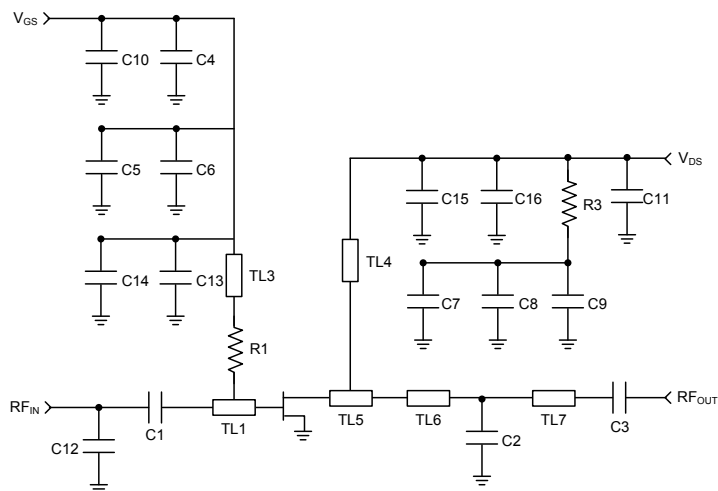 VGS
C10 C4
C5 C6
VDS
C15 C16 R3 C11
C14 C13 TL3 TL4
C7 C8 C9
R1
RFIN
RFOUT
C1 TL1 TL5 TL6 TL7 C3
C12 C2